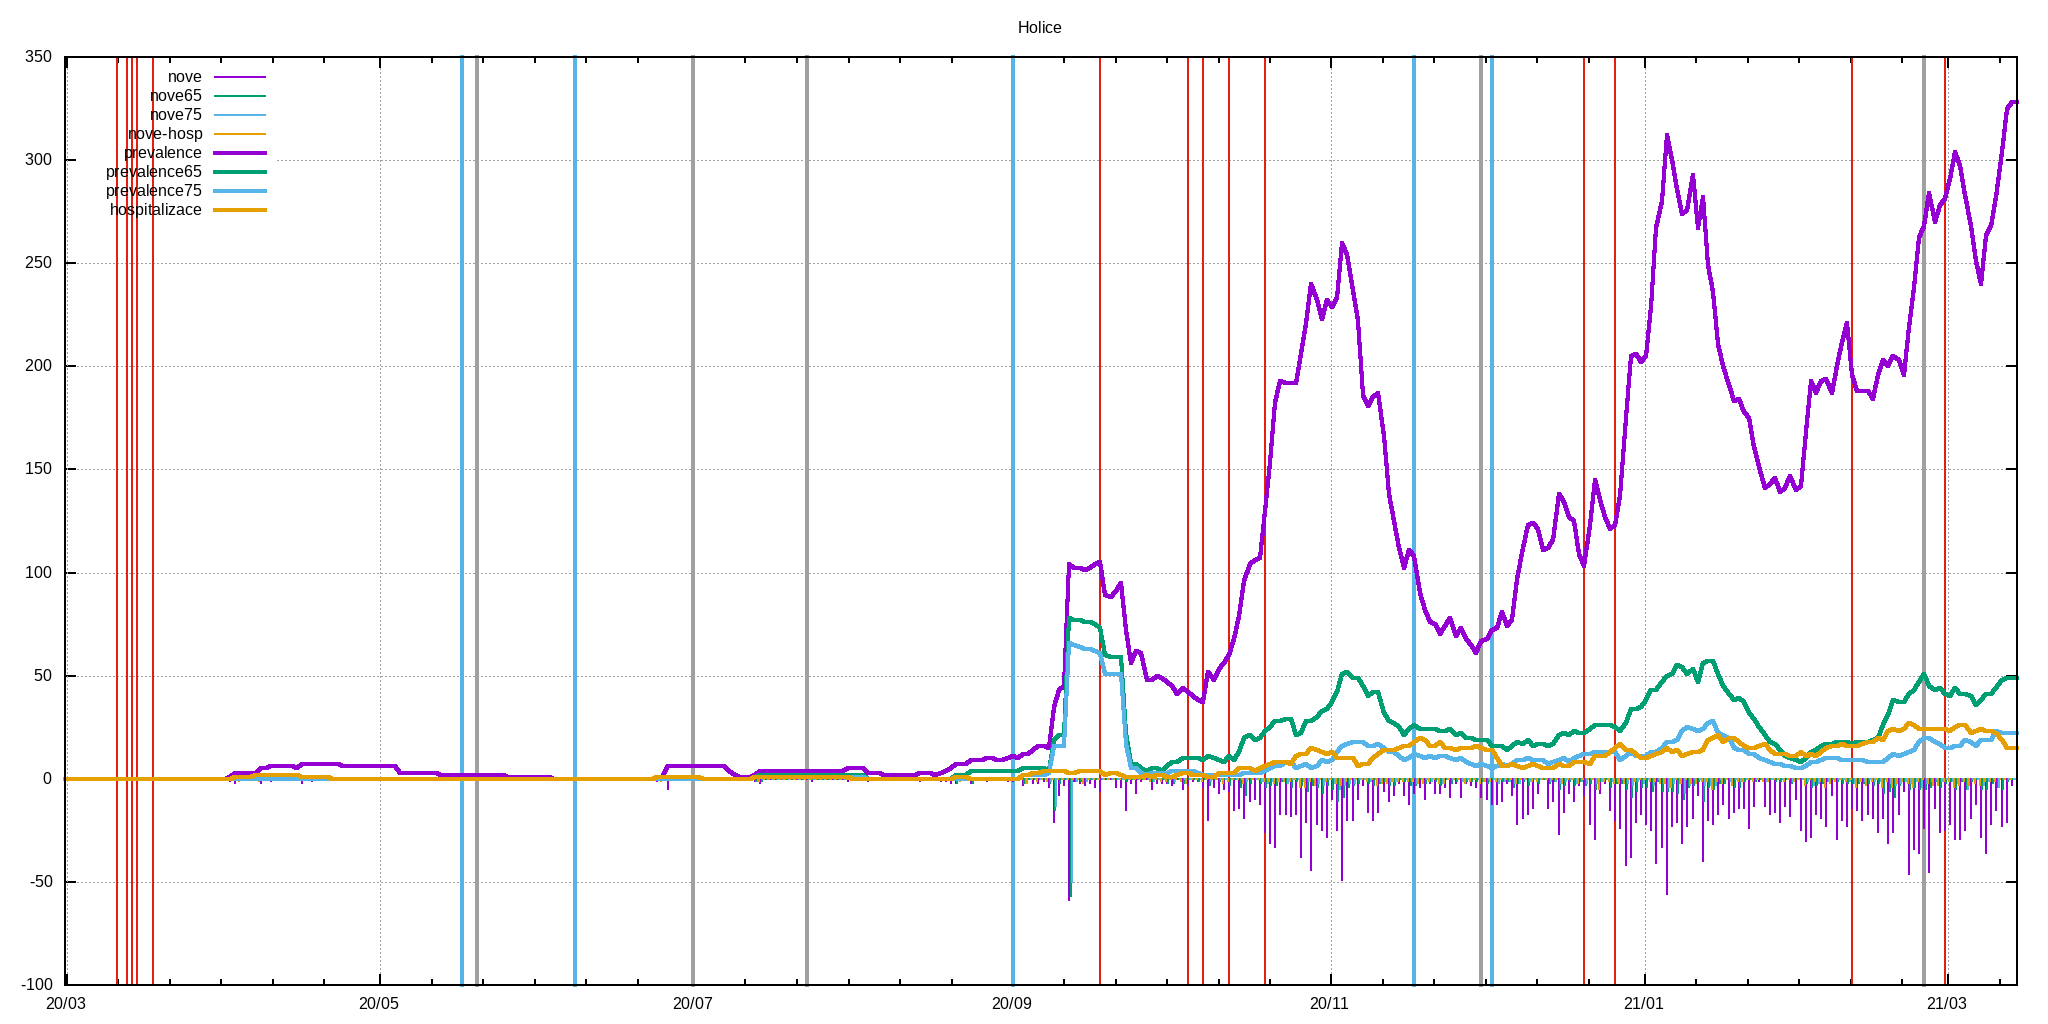 Holice
350
300
250
200
150
100
50
0
-50
-100
nove
nove65
nove75
nove-hosp
prevalence
prevalence65
prevalence75
hospitalizace
20/03 20/05 20/07 20/09 20/11 21/01 21/03